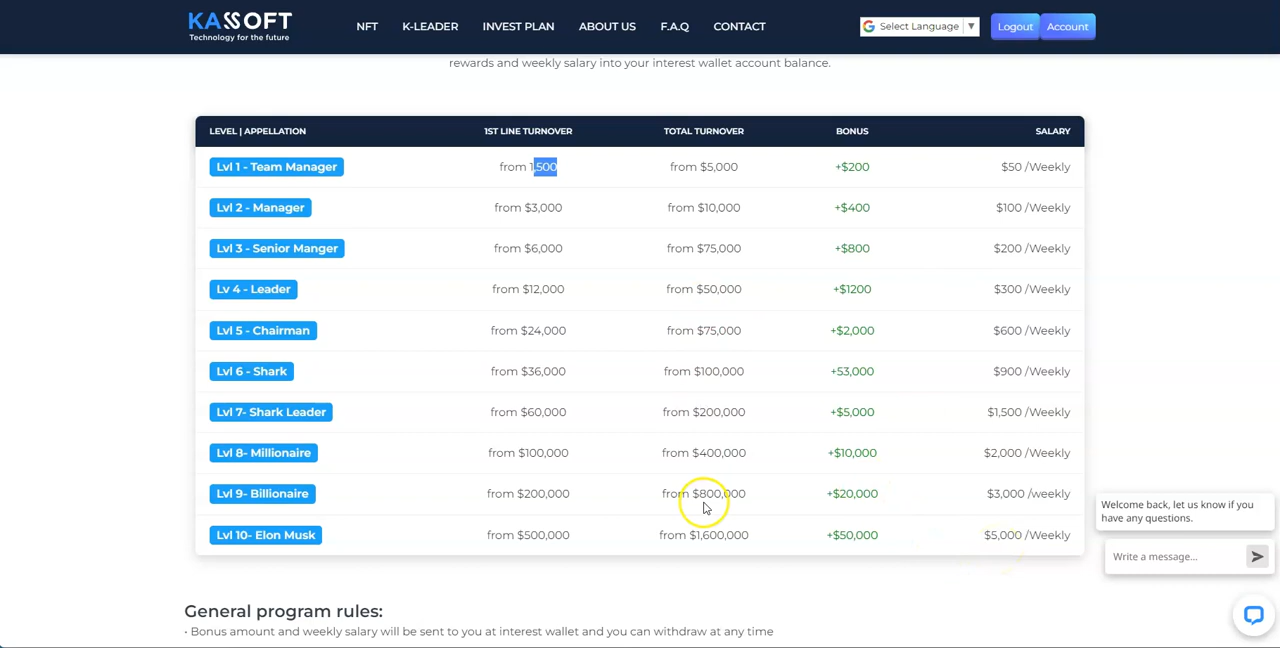 KASSOFT
Technology for the future
NFT K-LEADER INVEST PLAN ABOUT US F.A.Q CONTACT
Select Language ▼
Logout Account
rewards and weekly salary into your interest wallet account balance.
LEVEL | APPELLATION 1ST LINE TURNOVER TOTAL TURNOVER BONUS SALARY
Lvl 1 - Team Manager from 1,500 from $5,000 +$200 $50 /Weekly
Lvl 2 - Manager from $3,000 from $10,000 +$400 $100 /Weekly
Lvl 3 - Senior Manger from $6,000 from $75,000 +$800 $200 /Weekly
Lv 4 - Leader from $12,000 from $50,000 +$1200 $300 /Weekly
Lvl 5 - Chairman from $24,000 from $75,000 +$2,000 $600 /Weekly
Lvl 6 - Shark from $36,000 from $100,000 +53,000 $900 /Weekly
Lvl 7- Shark Leader from $60,000 from $200,000 +$5,000 $1,500 /Weekly
Lvl 8- Millionaire from $100,000 from $400,000 +$10,000 $2,000 /Weekly
Lvl 9- Billionaire from $200,000 from $800,000 +$20,000 $3,000 /weekly
Lvl 10- Elon Musk from $500,000 from $1,600,000 +$50,000 $5,000 /Weekly
Welcome back, let us know if you
have any questions.
Write a message...
General program rules:
• Bonus amount and weekly salary will be sent to you at interest wallet and you can withdraw at any time